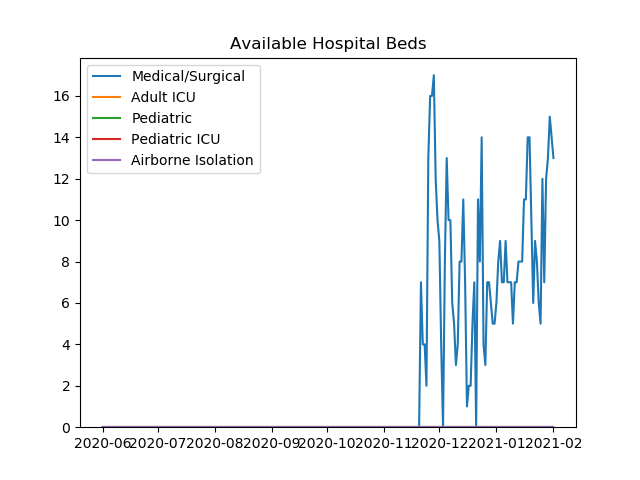 Available Hospital Beds
Medical/Surgical
Adult ICU
Pediatric
Pediatric ICU
Airborne Isolation
16
14
12
10
8
6
4
2
0
2020-06 2020-07 2020-08 2020-09 2020-10 2020-11 2020-12 2021-01 2021-02